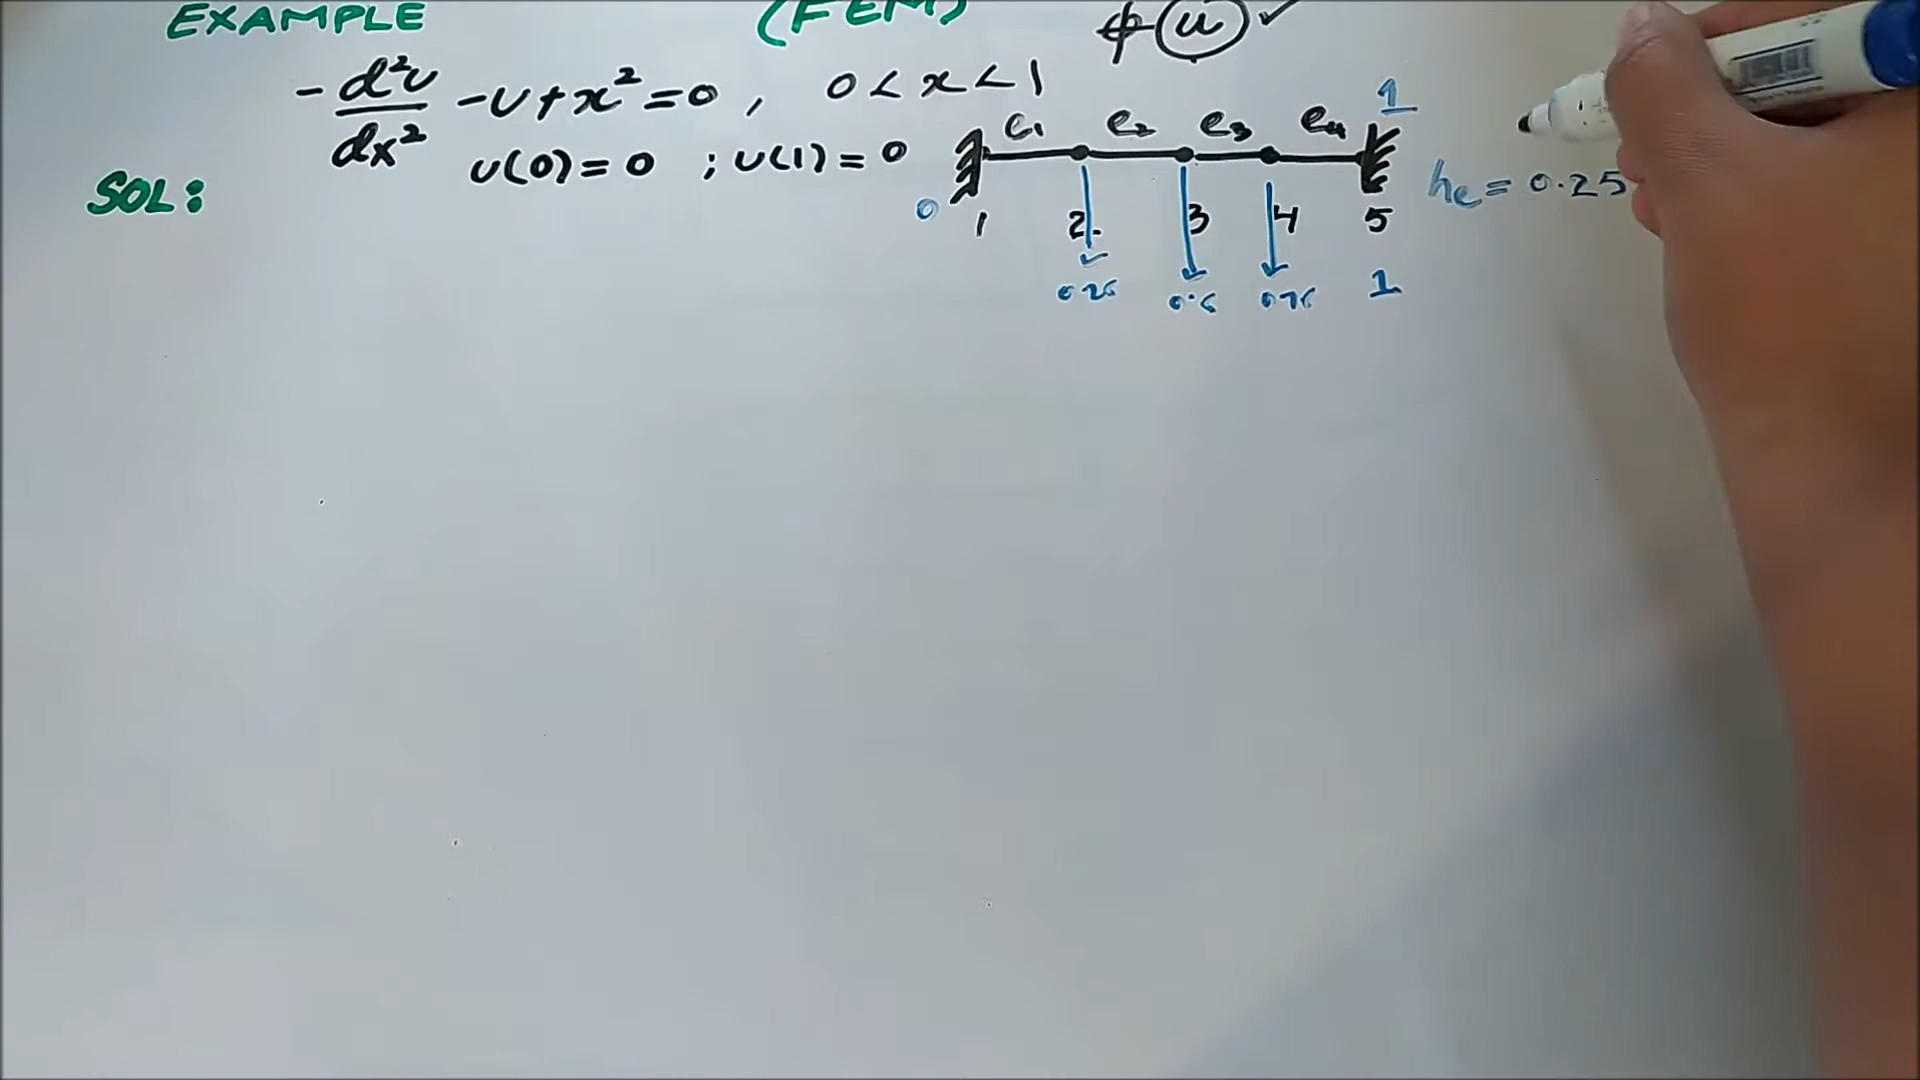 EXAMPLE (FEM) ¢ (u) ✓
-d²u/dx² -u+x²=0 , 0<x<1
u(0)=0 ; u(1)=0
SOL:
1
e₁ e₂ e₃ e₄
hₑ = 0.25
0 1 2 3 4 5
0.25 0.5 0.75 1